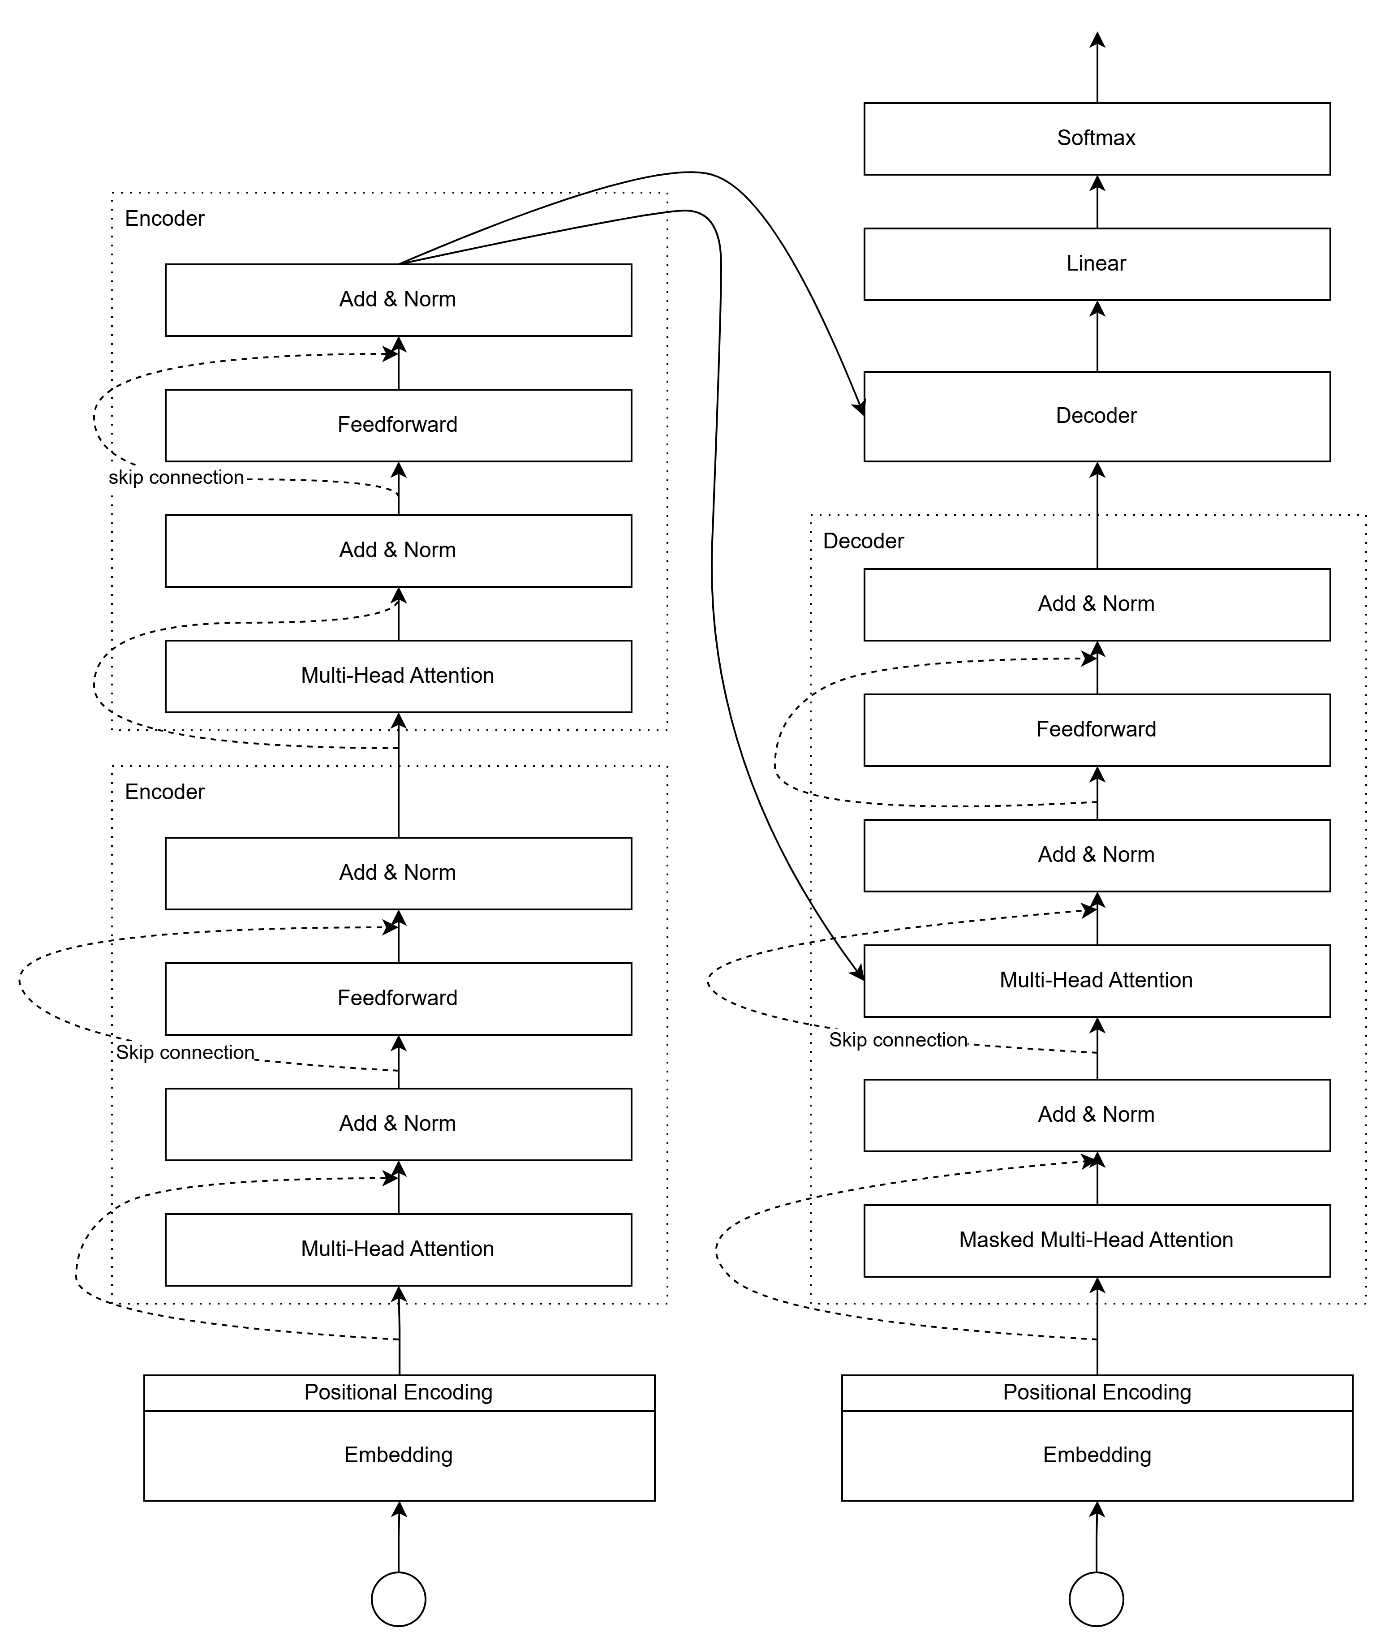 Encoder
Add & Norm
Feedforward
skip connection
Add & Norm
Multi-Head Attention
Encoder
Add & Norm
Feedforward
Skip connection
Add & Norm
Multi-Head Attention
Positional Encoding
Embedding
Softmax
Linear
Decoder
Decoder
Add & Norm
Feedforward
Add & Norm
Multi-Head Attention
Skip connection
Add & Norm
Masked Multi-Head Attention
Positional Encoding
Embedding